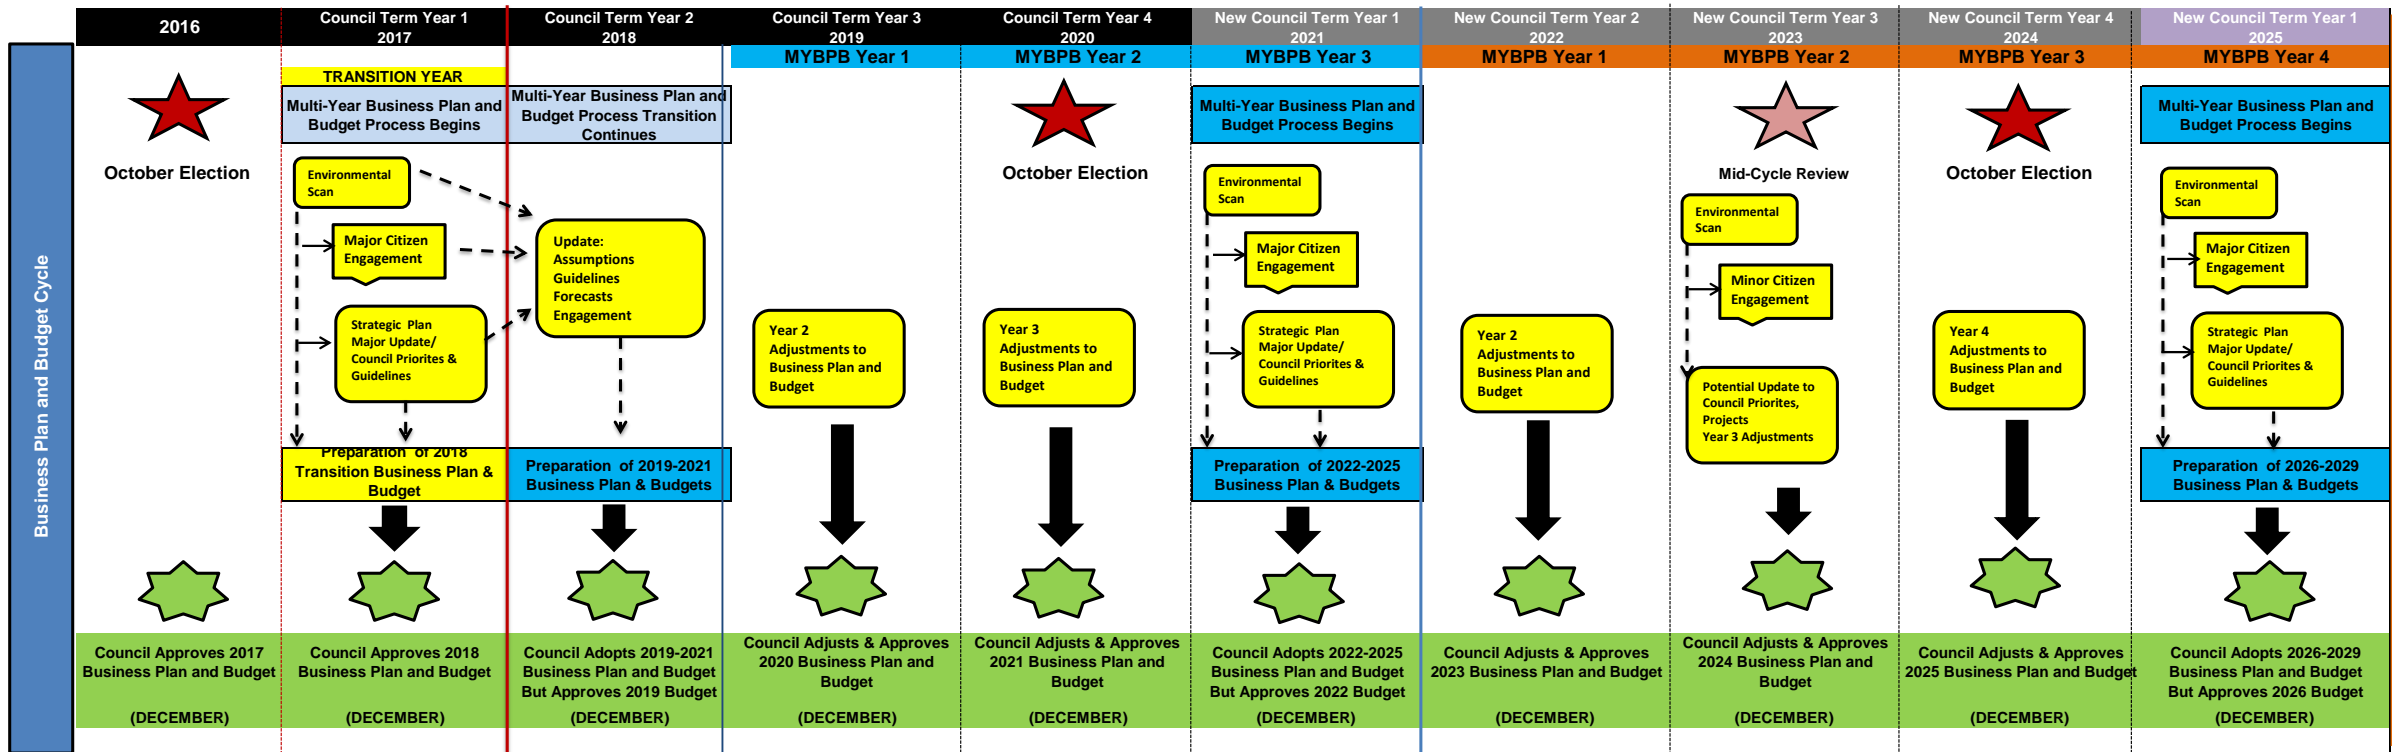 Business Plan and Budget Cycle
2016
October Election
Council Approves 2017
Business Plan and Budget
(DECEMBER)
Council Term Year 1
2017
TRANSITION YEAR
Multi-Year Business Plan and
Budget Process Begins
Environmental
Scan
Major Citizen
Engagement
Strategic Plan
Major Update/
Council Priorites &
Guidelines
Preparation of 2018
Transition Business Plan &
Budget
Council Approves 2018
Business Plan and Budget
(DECEMBER)
Council Term Year 2
2018
Multi-Year Business Plan and
Budget Process Transition
Continues
Update:
Assumptions
Guidelines
Forecasts
Engagement
Preparation of 2019-2021
Business Plan & Budgets
Council Adopts 2019-2021
Business Plan and Budget
But Approves 2019 Budget
(DECEMBER)
Council Term Year 3
2019
MYBPB Year 1
Year 2
Adjustments to
Business Plan and
Budget
Council Adjusts & Approves
2020 Business Plan and
Budget
(DECEMBER)
Council Term Year 4
2020
MYBPB Year 2
October Election
Year 3
Adjustments to
Business Plan and
Budget
Council Adjusts & Approves
2021 Business Plan and
Budget
(DECEMBER)
New Council Term Year 1
2021
MYBPB Year 3
Multi-Year Business Plan and
Budget Process Begins
Environmental
Scan
Major Citizen
Engagement
Strategic Plan
Major Update/
Council Priorites &
Guidelines
Preparation of 2022-2025
Business Plan & Budgets
Council Adopts 2022-2025
Business Plan and Budget
But Approves 2022 Budget
(DECEMBER)
New Council Term Year 2
2022
MYBPB Year 1
Year 2
Adjustments to
Business Plan and
Budget
Council Adjusts & Approves
2023 Business Plan and Budget
(DECEMBER)
New Council Term Year 3
2023
MYBPB Year 2
Mid-Cycle Review
Environmental
Scan
Minor Citizen
Engagement
Potential Update to
Council Priorites,
Projects
Year 3 Adjustments
Council Adjusts & Approves
2024 Business Plan and
Budget
(DECEMBER)
New Council Term Year 4
2024
MYBPB Year 3
October Election
Year 4
Adjustments to
Business Plan and
Budget
Council Adjusts & Approves
2025 Business Plan and Budget
(DECEMBER)
New Council Term Year 1
2025
MYBPB Year 4
Multi-Year Business Plan and
Budget Process Begins
Environmental
Scan
Major Citizen
Engagement
Strategic Plan
Major Update/
Council Priorites &
Guidelines
Preparation of 2026-2029
Business Plan & Budgets
Council Adopts 2026-2029
Business Plan and Budget
But Approves 2026 Budget
(DECEMBER)